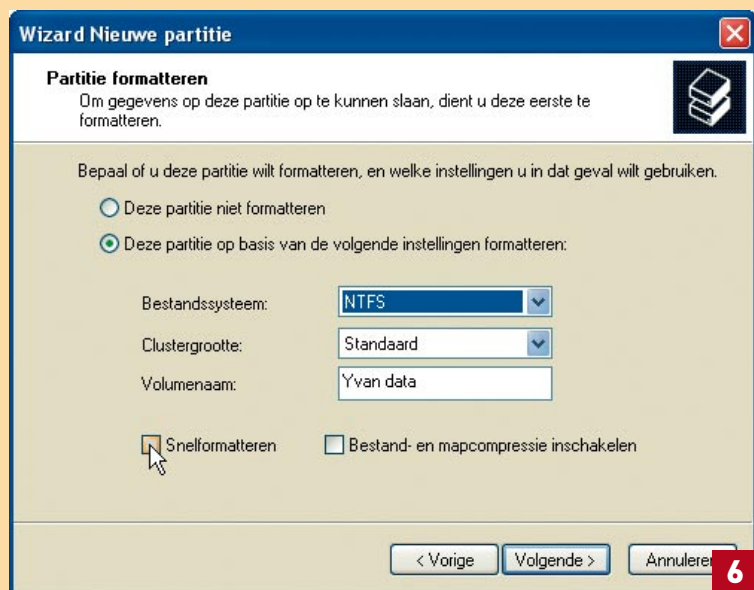 Wizard Nieuwe partitie
Partitie formatteren
Om gegevens op deze partitie op te kunnen slaan, dient u deze eerste te
formatteren.
Bepaal of u deze partitie wilt formatteren, en welke instellingen u in dat geval wilt gebruiken.
Deze partitie niet formatteren
Deze partitie op basis van de volgende instellingen formatteren:
Bestandssysteem: NTFS
Clustergrootte: Standaard
Volumenaam: Yvan data
Snelformatteren Bestand- en mapcompressie inschakelen
< Vorige Volgende > Annuleren
6